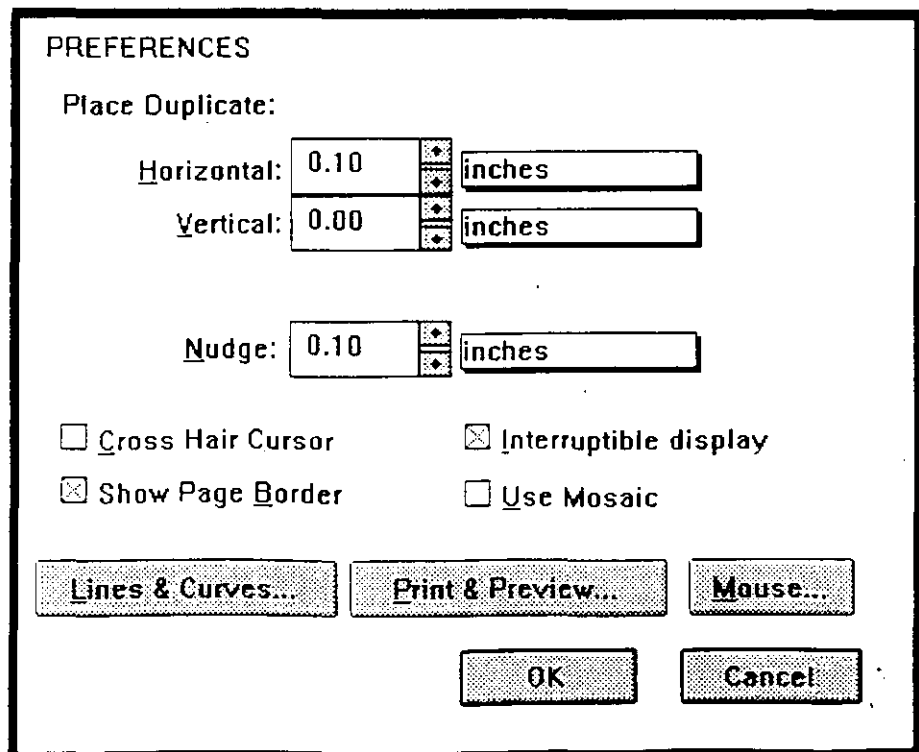 PREFERENCES
Place Duplicate:
Horizontal: 0.10 inches
Vertical: 0.00 inches
Nudge: 0.10 inches
Cross Hair Cursor Interruptible display
Show Page Border Use Mosaic
Lines & Curves... Print & Preview... Mouse...
OK Cancel